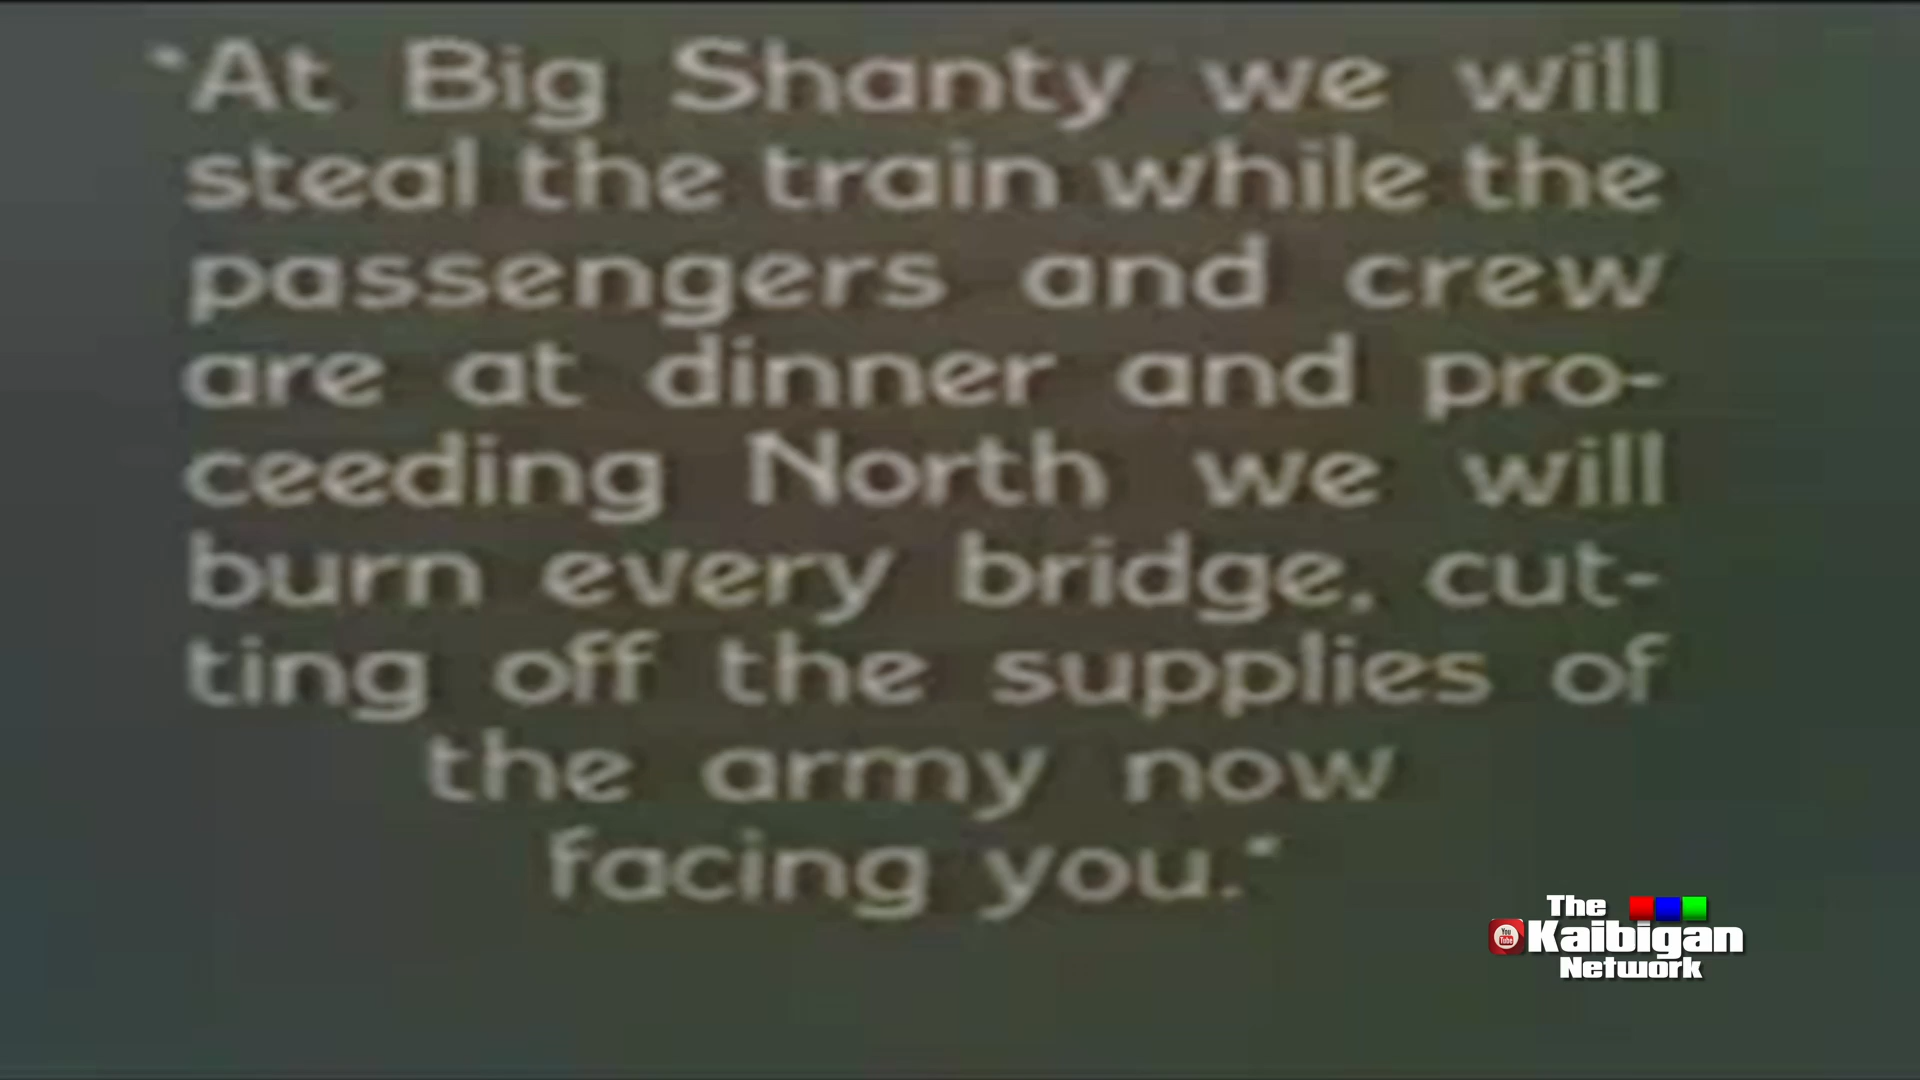 "At Big Shanty we will
steal the train while the
passengers and crew
are at dinner and pro-
ceeding North we will
burn every bridge, cut-
ting off the supplies of
the army now
facing you."
The
You
Tube
Kaibigan
Network